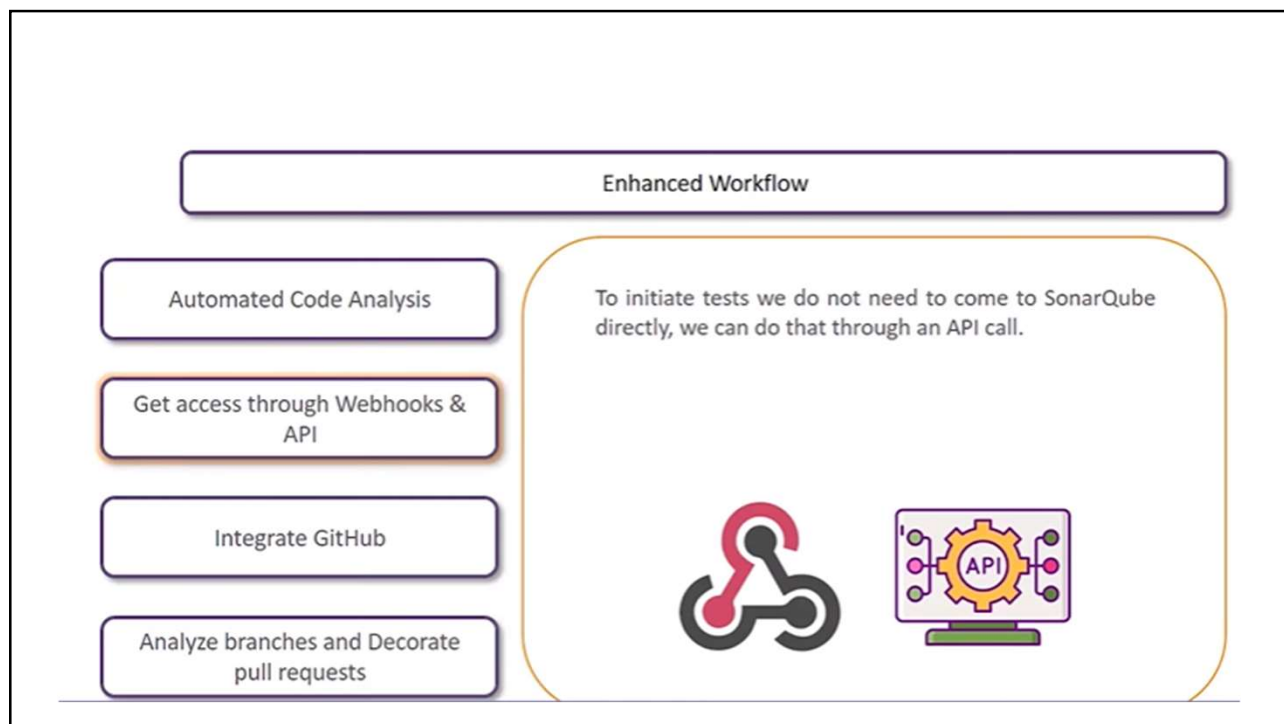 Enhanced Workflow
Automated Code Analysis
Get access through Webhooks &
API
Integrate GitHub
Analyze branches and Decorate
pull requests
To initiate tests we do not need to come to SonarQube
directly, we can do that through an API call.
API